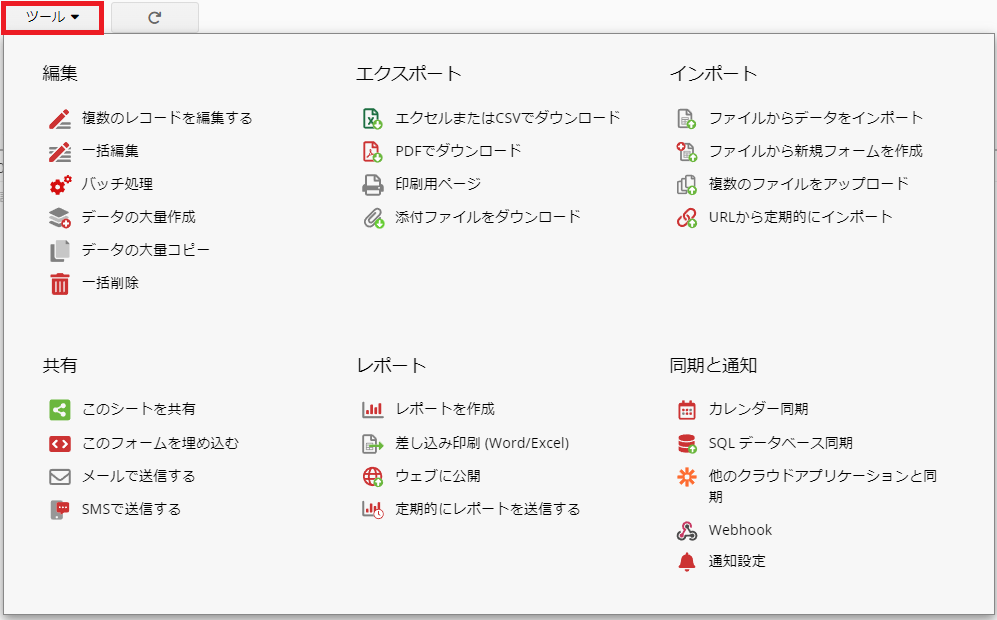 ツール
編集
複数のレコードを編集する
一括編集
バッチ処理
データの大量作成
データの大量コピー
一括削除
エクスポート
エクセルまたはCSVでダウンロード
PDFでダウンロード
印刷用ページ
添付ファイルをダウンロード
インポート
ファイルからデータをインポート
ファイルから新規フォームを作成
複数のファイルをアップロード
URLから定期的にインポート
共有
このシートを共有
このフォームを埋め込む
メールで送信する
SMSで送信する
レポート
レポートを作成
差し込み印刷 (Word/Excel)
ウェブに公開
定期的にレポートを送信する
同期と通知
カレンダー同期
SQL データベース同期
他のクラウドアプリケーションと同
期
Webhook
通知設定